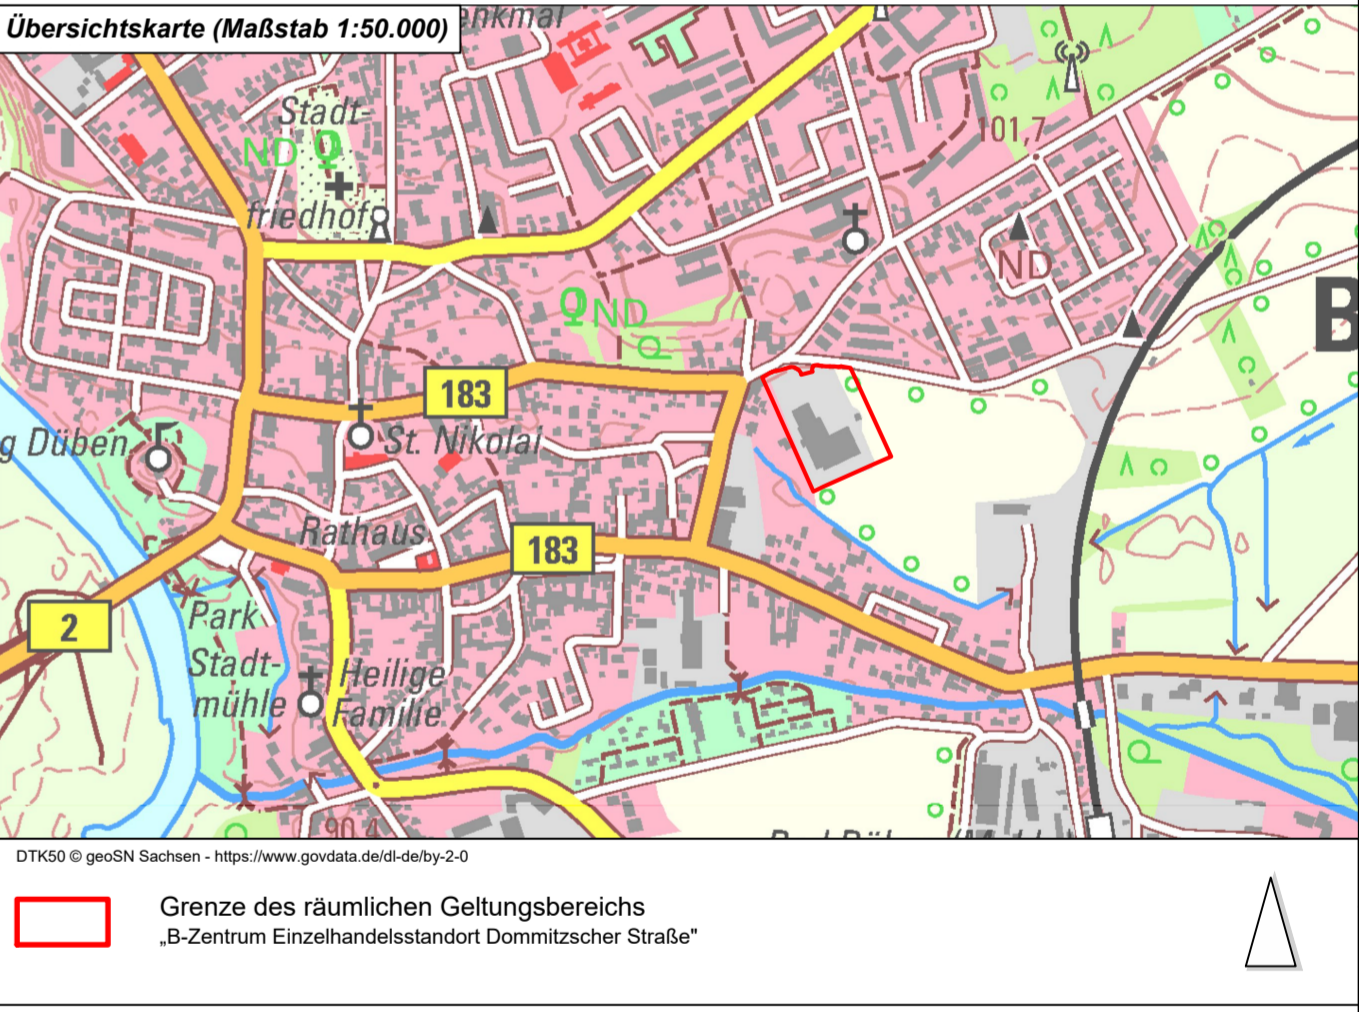 Übersichtskarte (Maßstab 1:50.000)
enkmal
Stadt-
ND
friedhof
101,7
ND
ND
B
183
g Düben
St. Nikolai
Rathaus
183
2
Park
Stadt-
mühle
Heilige
Familie
90,4
DTK50 © geoSN Sachsen - https://www.govdata.de/dl-de/by-2-0
Grenze des räumlichen Geltungsbereichs
„B-Zentrum Einzelhandelsstandort Dommitzscher Straße"